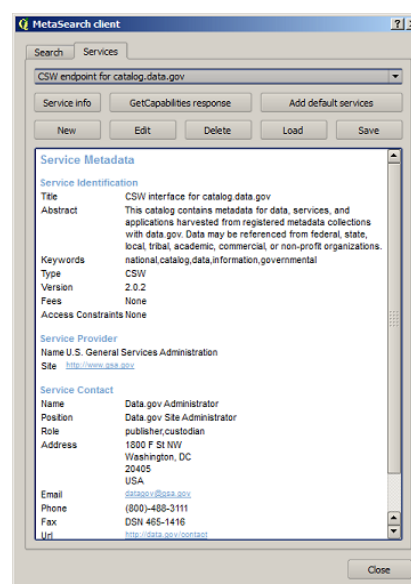 MetaSearch client
Search Services
CSW endpoint for catalog.data.gov
Service info GetCapabilities response Add default services
New Edit Delete Load Save
Service Metadata
Service Identification
Title CSW interface for catalog.data.gov
Abstract This catalog contains metadata for data, services, and
applications harvested from registered metadata collections
with data.gov. Data may be referenced from federal, state,
local, tribal, academic, commercial, or non-profit organizations.
Keywords national,catalog,data,information,governmental
Type CSW
Version 2.0.2
Fees None
Access Constraints None
Service Provider
Name U.S. General Services Administration
Site http://www.gsa.gov
Service Contact
Name Data.gov Administrator
Position Data.gov Site Administrator
Role publisher,custodian
Address 1800 F St NW
Washington, DC
20405
USA
Email datagov@gsa.gov
Phone (800)-488-3111
Fax DSN 465-1416
Url http://data.gov/contact
Close